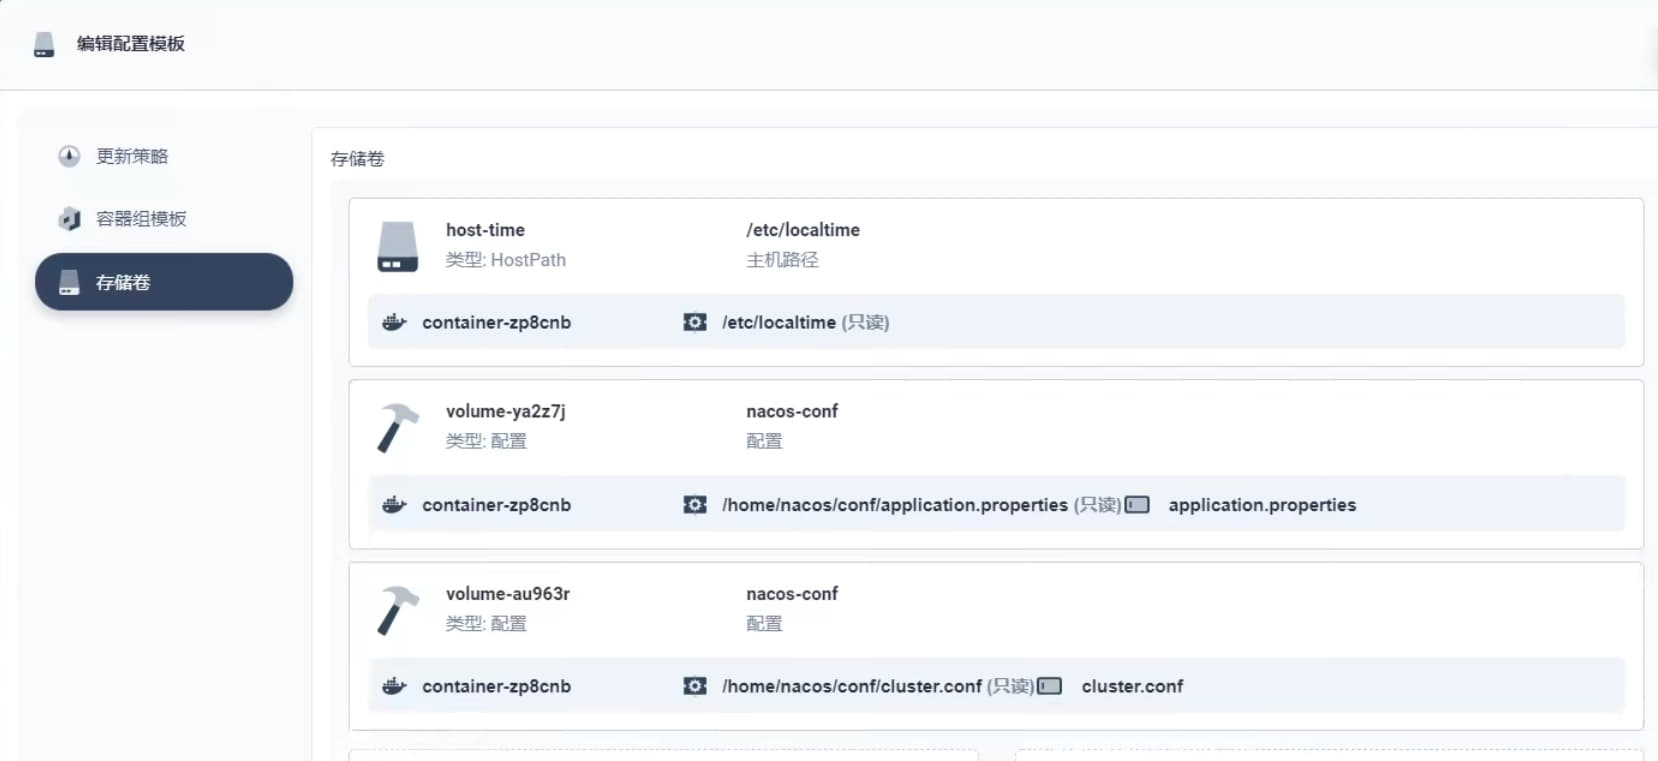 编辑配置模板
更新策略
容器组模板
存储卷
存储卷
host-time /etc/localtime
类型: HostPath 主机路径
container-zp8cnb /etc/localtime (只读)
volume-ya2z7j nacos-conf
类型: 配置 配置
container-zp8cnb /home/nacos/conf/application.properties (只读) application.properties
volume-au963r nacos-conf
类型: 配置 配置
container-zp8cnb /home/nacos/conf/cluster.conf (只读) cluster.conf